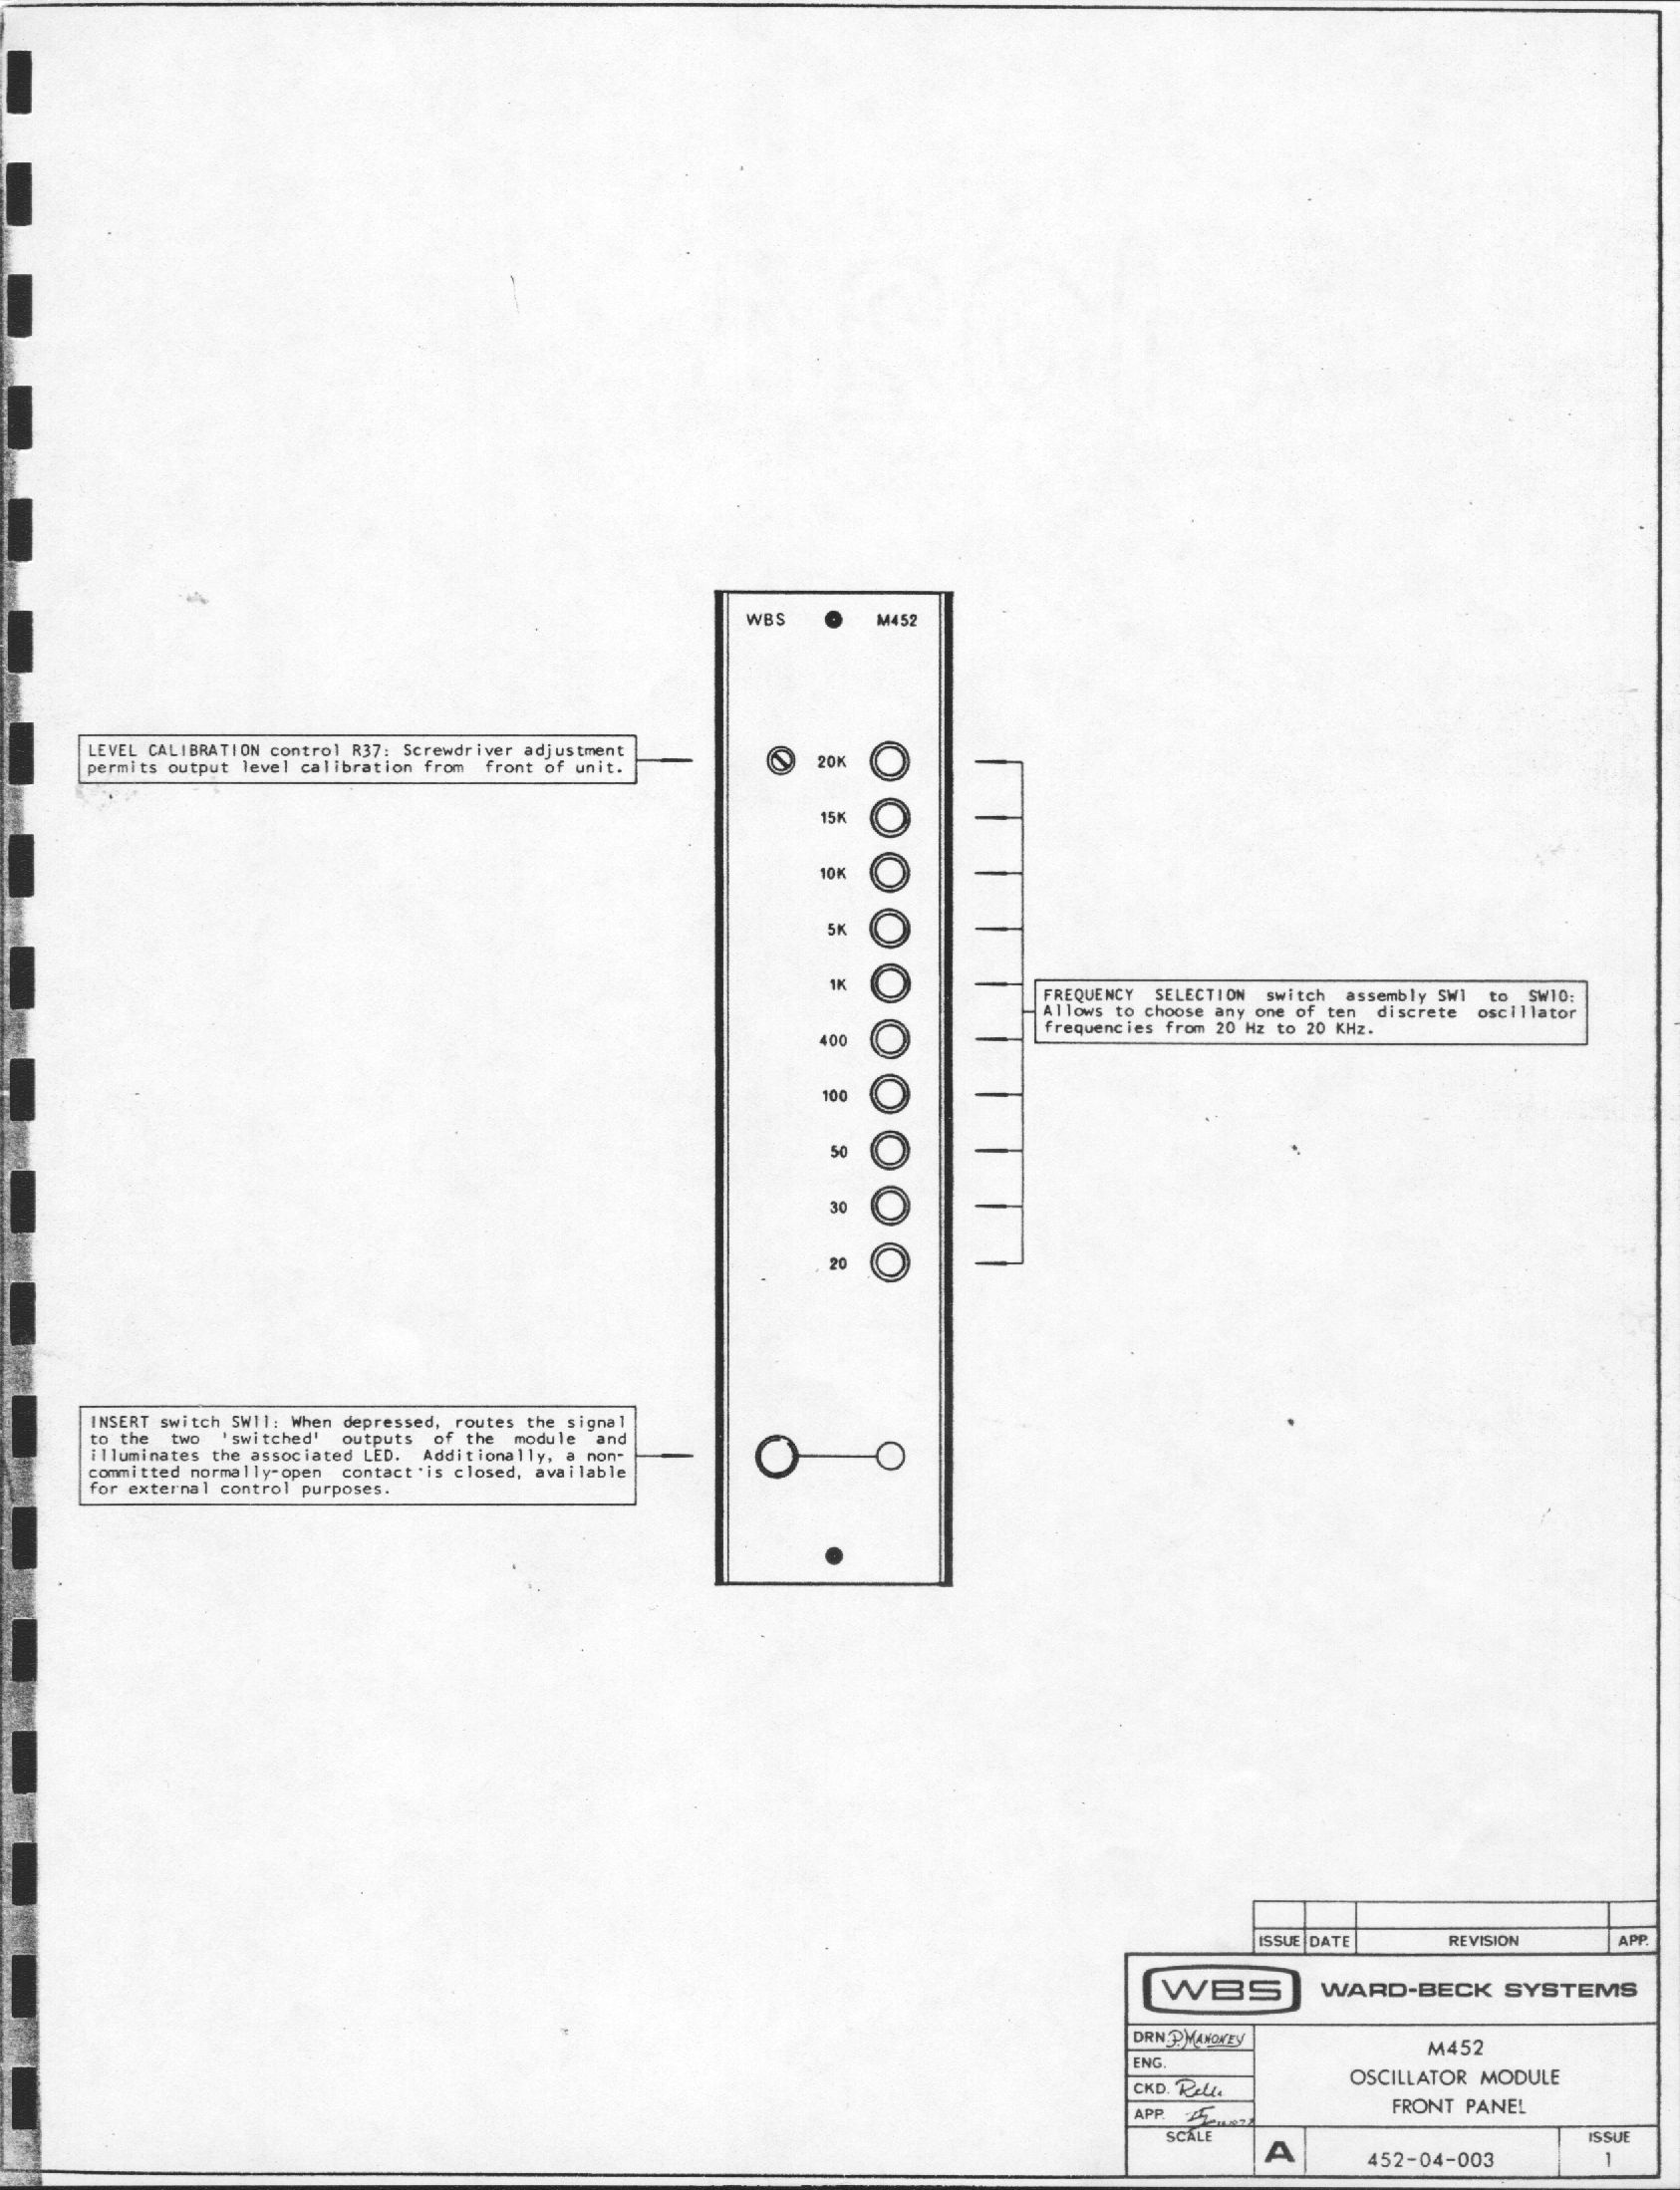 WBS M452
LEVEL CALIBRATION control R37: Screwdriver adjustment
permits output level calibration from front of unit.
20K
15K
10K
5K
1K
400
100
50
30
20
FREQUENCY SELECTION switch assembly SW1 to SW10:
Allows to choose any one of ten discrete oscillator
frequencies from 20 Hz to 20 KHz.
INSERT switch SW11: When depressed, routes the signal
to the two 'switched' outputs of the module and
illuminates the associated LED. Additionally, a non-
committed normally-open contact is closed, available
for external control purposes.
ISSUE DATE REVISION APP.
WBS WARD-BECK SYSTEMS
DRN. P. MAHONEY
ENG.
CKD.
APP.
SCALE
M452
OSCILLATOR MODULE
FRONT PANEL
A
452-04-003
ISSUE
1